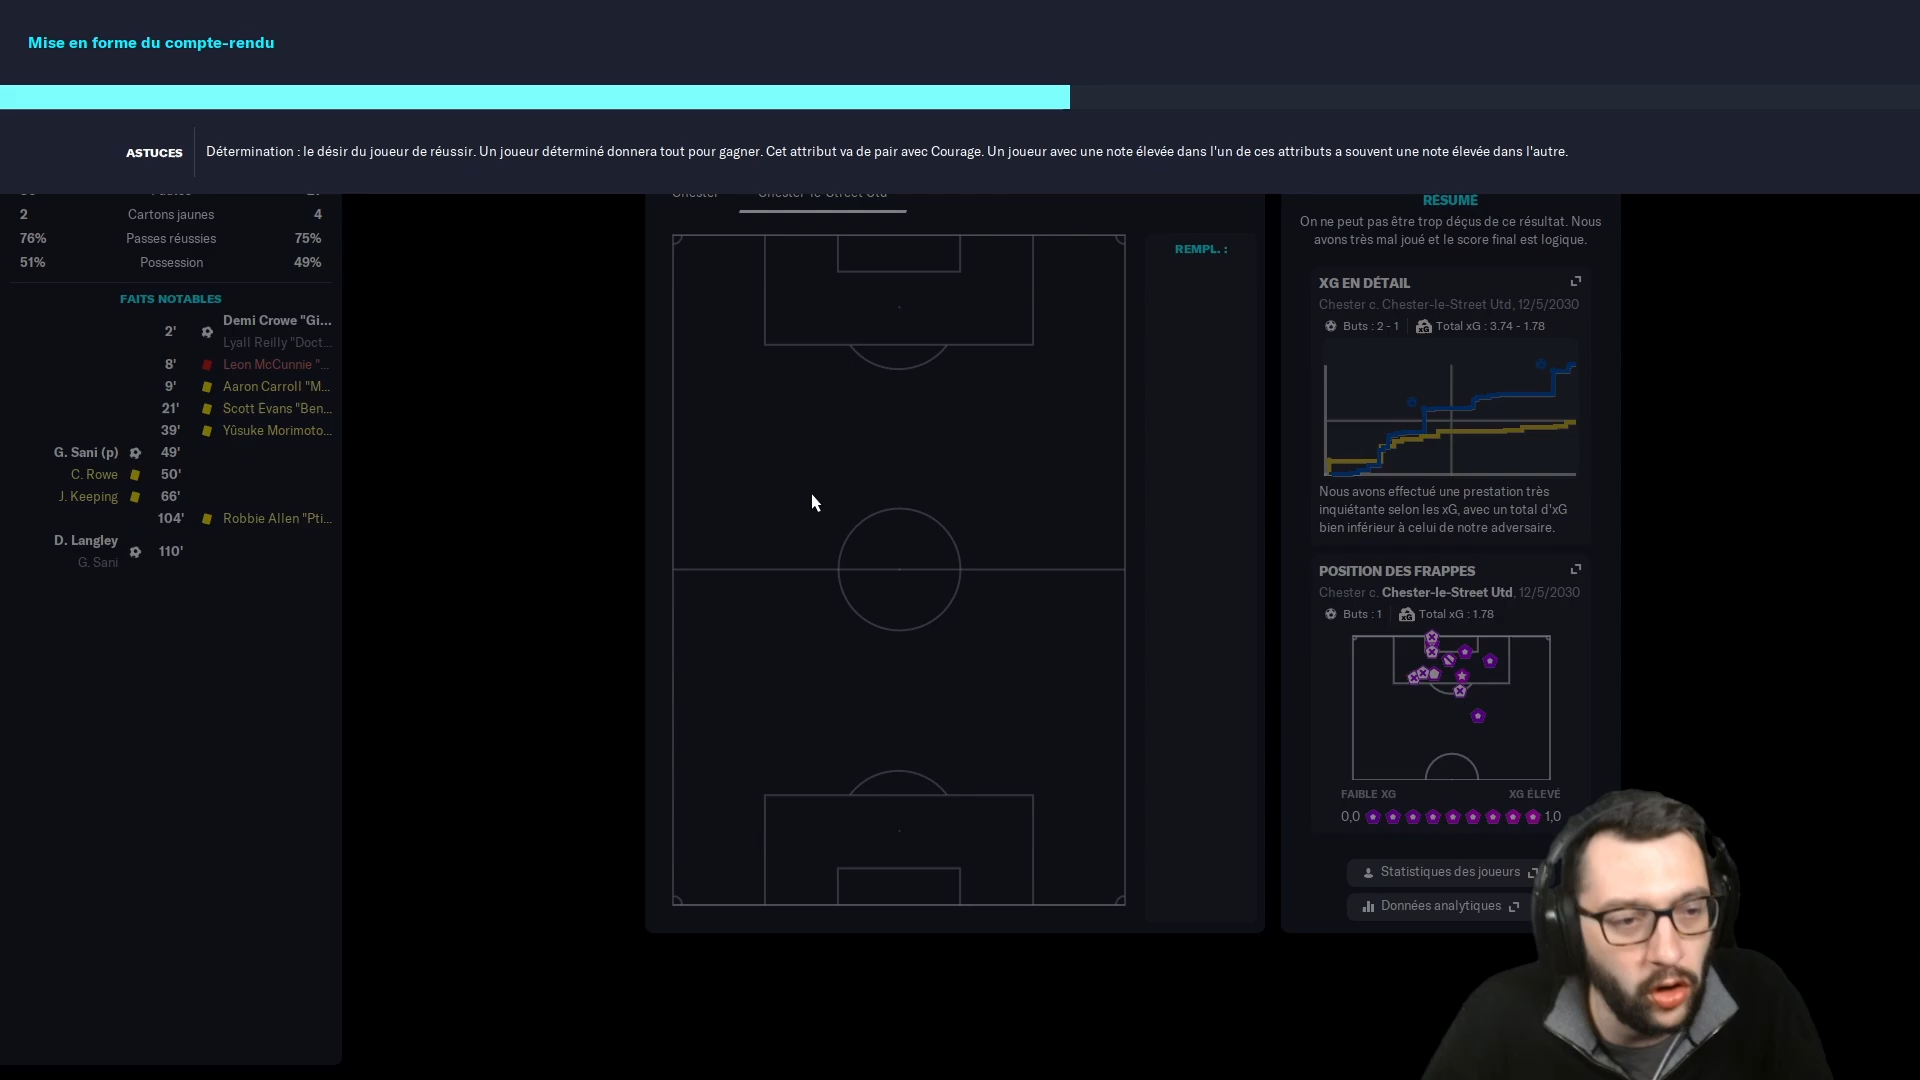 Mise en forme du compte-rendu
ASTUCES
Détermination : le désir du joueur de réussir. Un joueur déterminé donnera tout pour gagner. Cet attribut va de pair avec Courage. Un joueur avec une note élevée dans l'un de ces attributs a souvent une note élevée dans l'autre.
2 Cartons jaunes 4
76% Passes réussies 75%
51% Possession 49%
FAITS NOTABLES
2' Demi Crowe "Gi...
Lyall Reilly "Doct...
8' Leon McCunnie "...
9' Aaron Carroll "M...
21' Scott Evans "Ben...
39' Yûsuke Morimoto...
G. Sani (p) 49'
C. Rowe 50'
J. Keeping 66'
104' Robbie Allen "Pti...
D. Langley 110'
G. Sani
Chester Chester-le-Street Utd
REMPL. :
RÉSUMÉ
On ne peut pas être trop déçus de ce résultat. Nous
avons très mal joué et le score final est logique.
XG EN DÉTAIL
Chester c. Chester-le-Street Utd, 12/5/2030
Buts : 2 - 1 Total xG : 3.74 - 1.78
Nous avons effectué une prestation très
inquiétante selon les xG, avec un total d'xG
bien inférieur à celui de notre adversaire.
POSITION DES FRAPPES
Chester c. Chester-le-Street Utd, 12/5/2030
Buts : 1 Total xG : 1.78
FAIBLE XG XG ÉLEVÉ
0,0 1,0
Statistiques des joueurs
Données analytiques